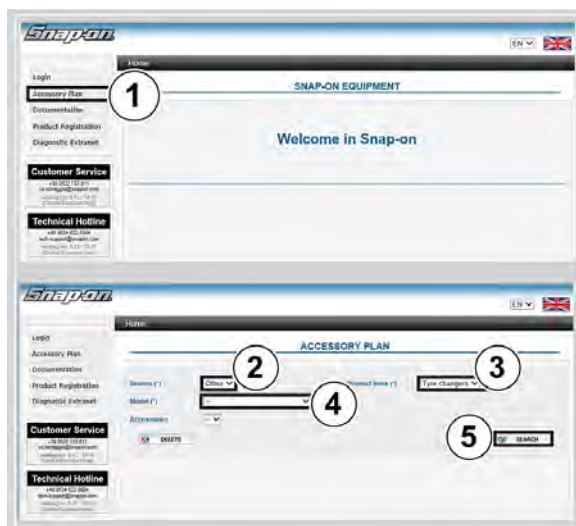 Snap-on
EN
Home
Login
Accessory Plan
Documentation
Product Registration
Diagnostic Extranet
1
SNAP-ON EQUIPMENT
Welcome in Snap-on
Customer Service
Technical Hotline
Snap-on
EN
Home
Login
Accessory Plan
Documentation
Product Registration
Diagnostic Extranet
ACCESSORY PLAN
Brands (*)
Other
2
Product lines (*)
Tyre changers
3
Model (*)
--
4
Accessories
--
DELETE
5
SEARCH
Customer Service
Technical Hotline